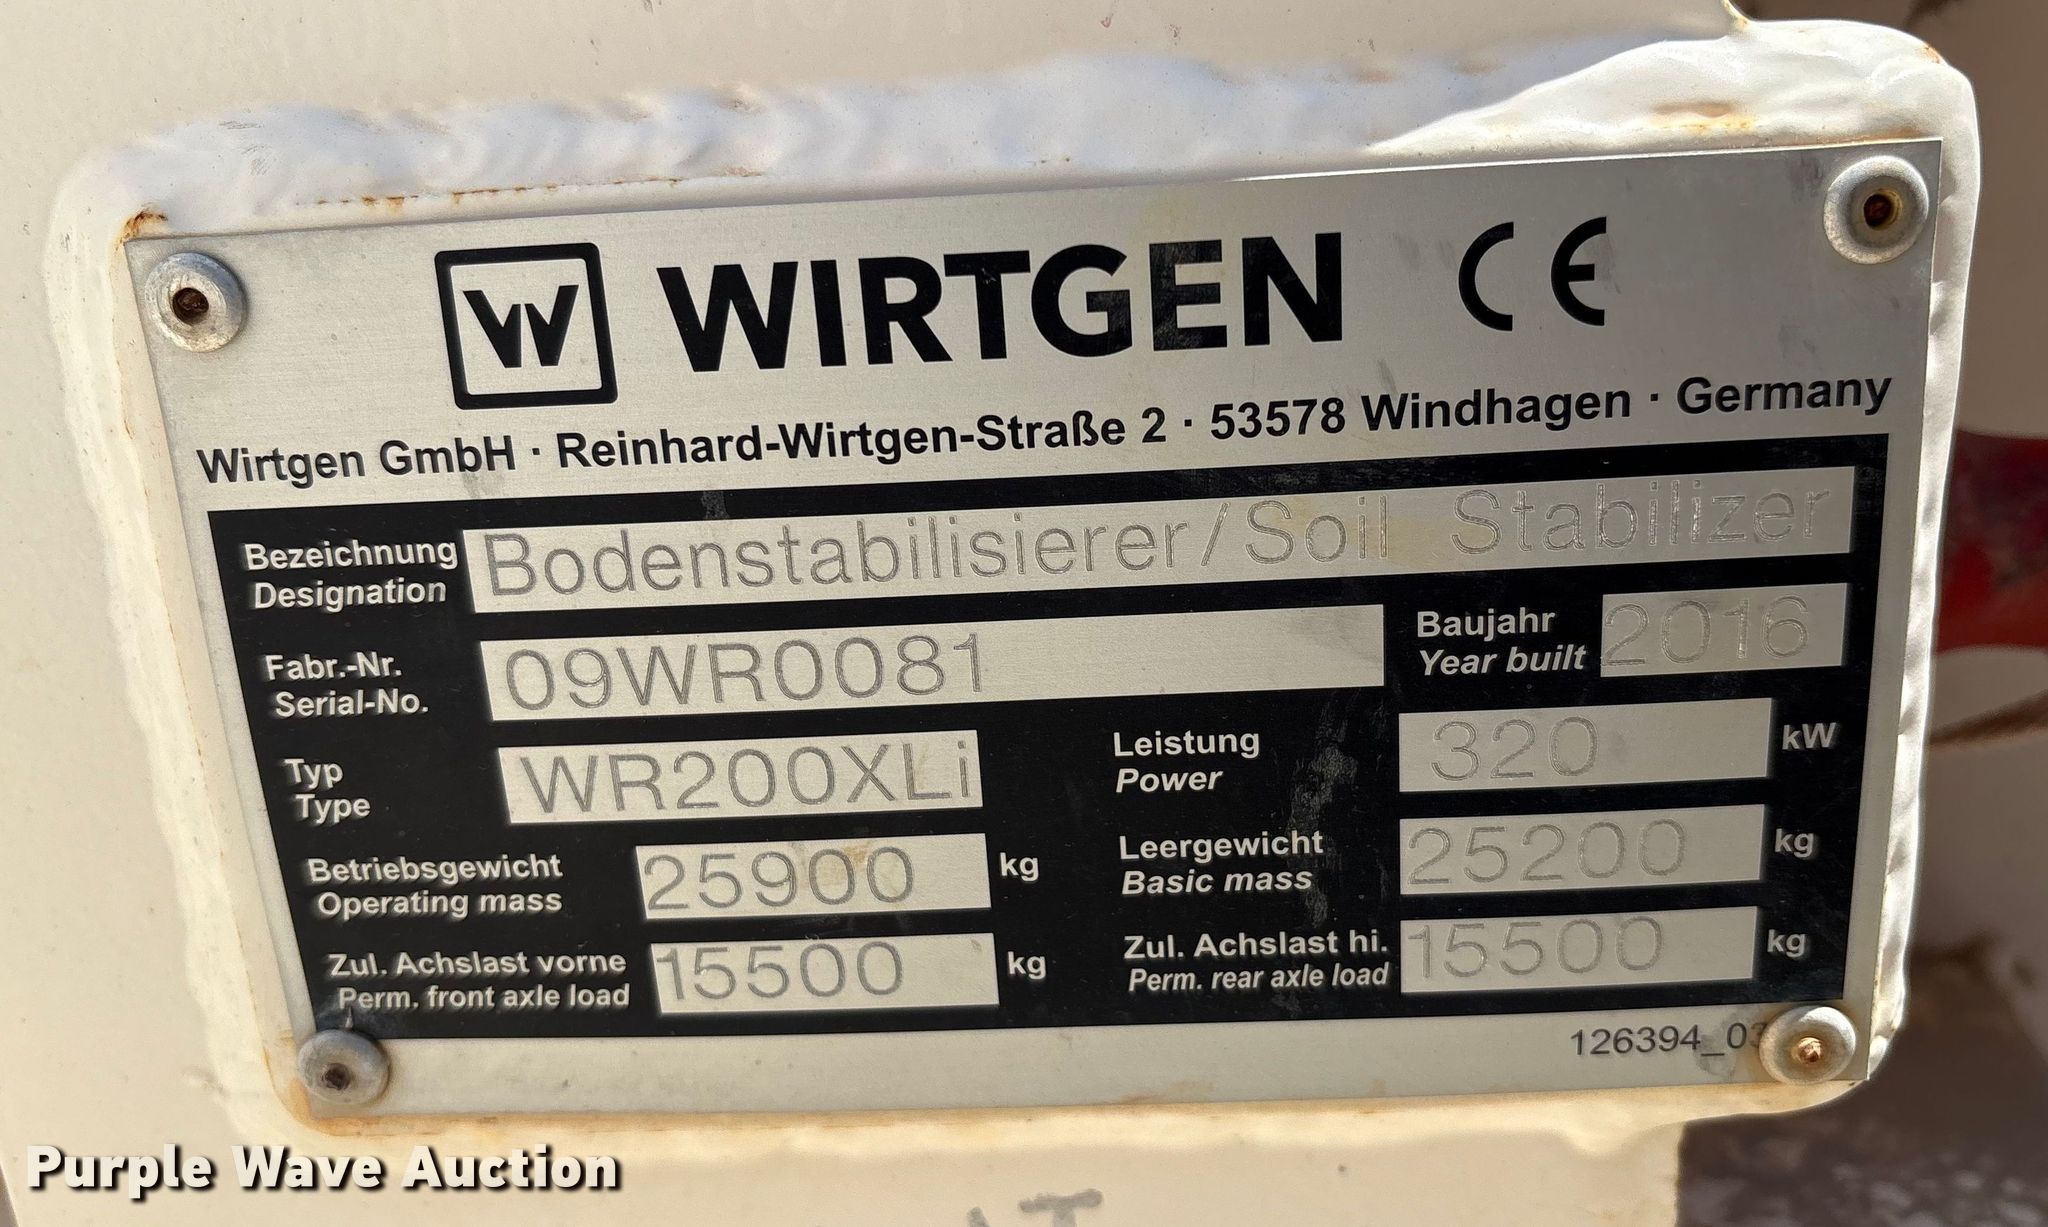 WIRTGEN CE
Wirtgen GmbH · Reinhard-Wirtgen-Straße 2 · 53578 Windhagen · Germany
Bezeichnung
Designation
Bodenstabilisierer/Soil Stabilizer
Fabr.-Nr.
Serial-No.
09WR0081
Baujahr
Year built
2016
Typ
Type
WR200XLi
Leistung
Power
320 kW
Betriebsgewicht
Operating mass
25900 kg
Leergewicht
Basic mass
25200 kg
Zul. Achslast vorne
Perm. front axle load
15500 kg
Zul. Achslast hi.
Perm. rear axle load
15500 kg
Purple Wave Auction